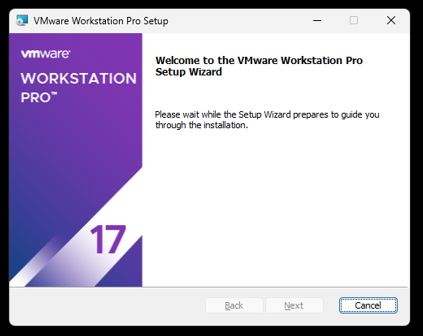 VMware Workstation Pro Setup
vmware
WORKSTATION
PRO™
17
Welcome to the VMware Workstation Pro
Setup Wizard
Please wait while the Setup Wizard prepares to guide you
through the installation.
Back
Next
Cancel